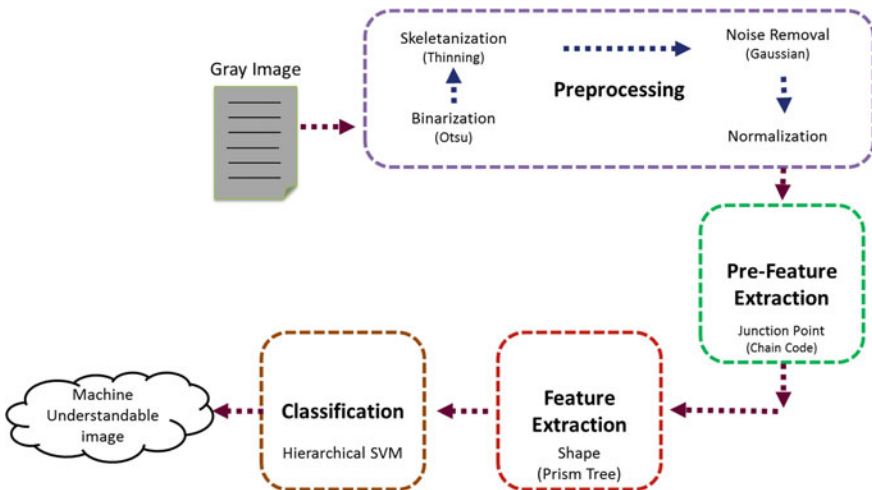 Gray Image
Skeletanization
(Thinning)
Noise Removal
(Gaussian)
Preprocessing
Binarization
(Otsu)
Normalization
Pre-Feature
Extraction
Junction Point
(Chain Code)
Feature
Extraction
Shape
(Prism Tree)
Classification
Hierarchical SVM
Machine
Understandable
image